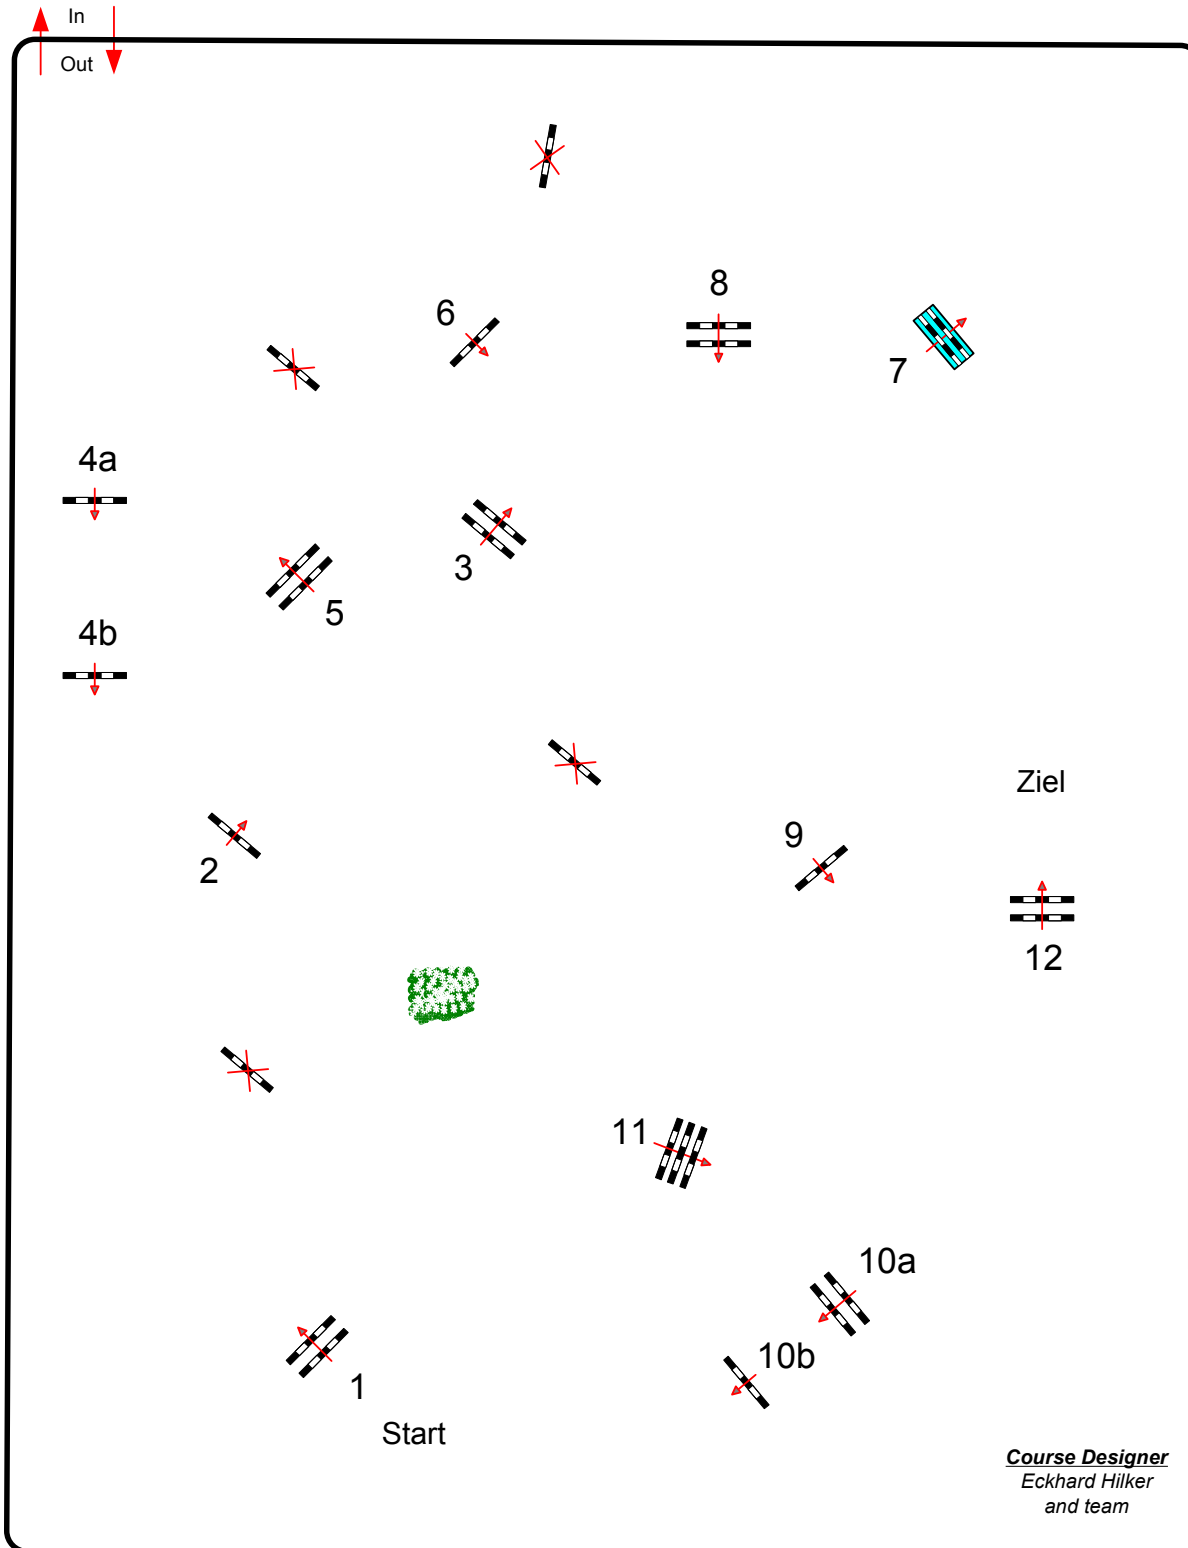 In
Out
8
6
7
4a
3
5
4b
Ziel
9
2
12
11
10a
10b
1
Start
Course Designer
Eckhard Hilker
and team